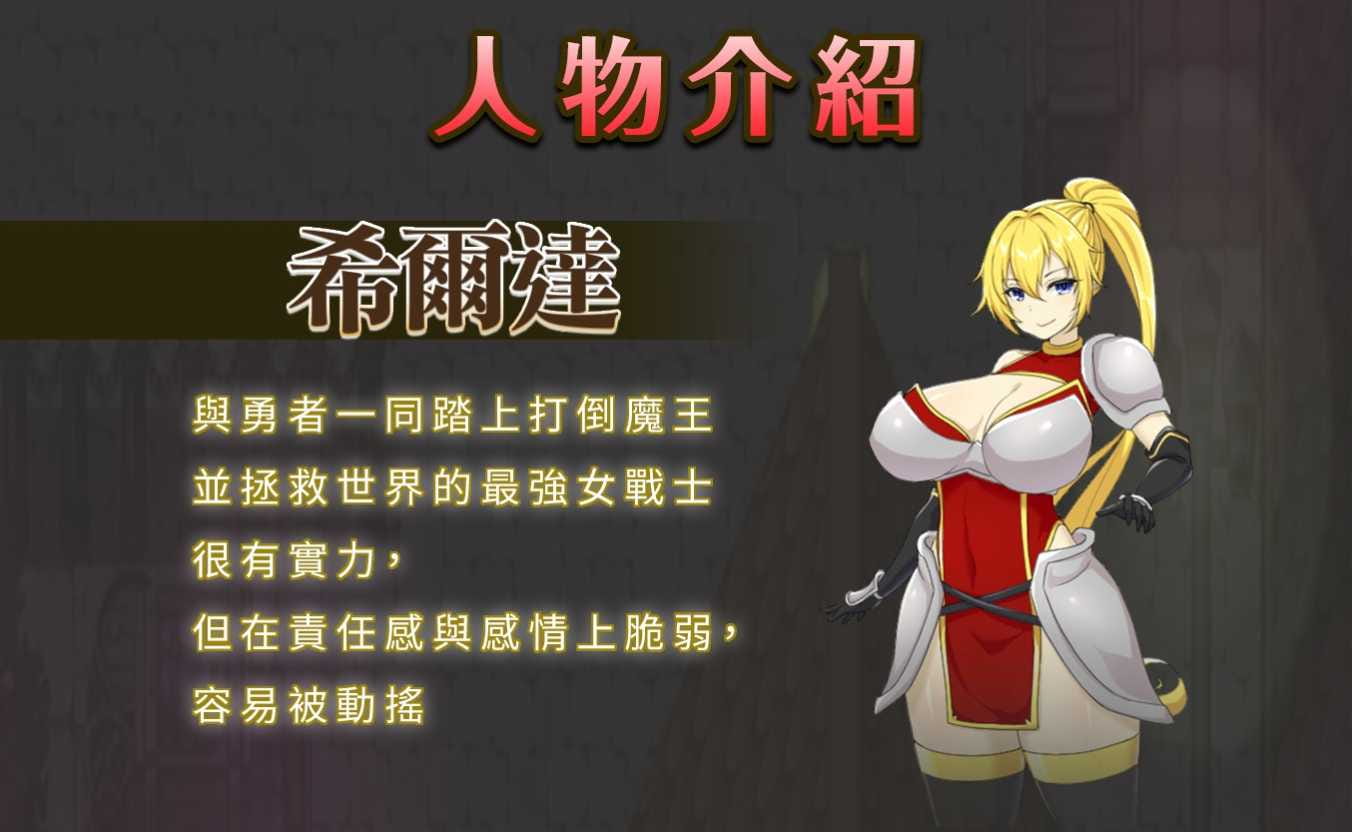 人物介紹
希爾達
與勇者一同踏上打倒魔王
並拯救世界的最強女戰士
很有實力，
但在責任感與感情上脆弱，
容易被動搖